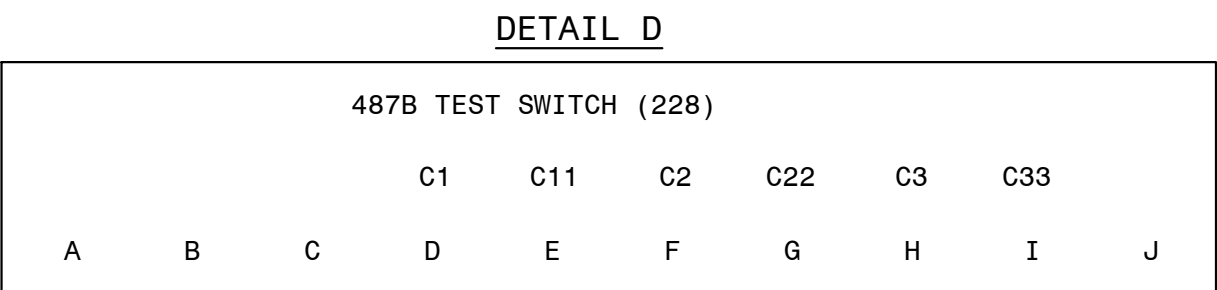 DETAIL D
487B TEST SWITCH (228)
C1 C11 C2 C22 C3 C33
A B C D E F G H I J